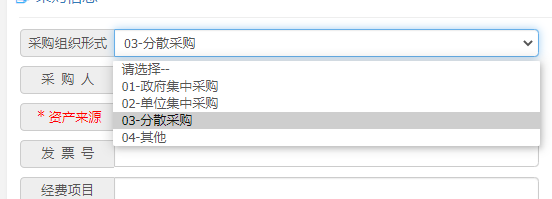 采购信息
采购组织形式 03-分散采购
请选择--
采 购 人
01-政府集中采购
02-单位集中采购
* 资产来源
03-分散采购
04-其他
发 票 号
经费项目